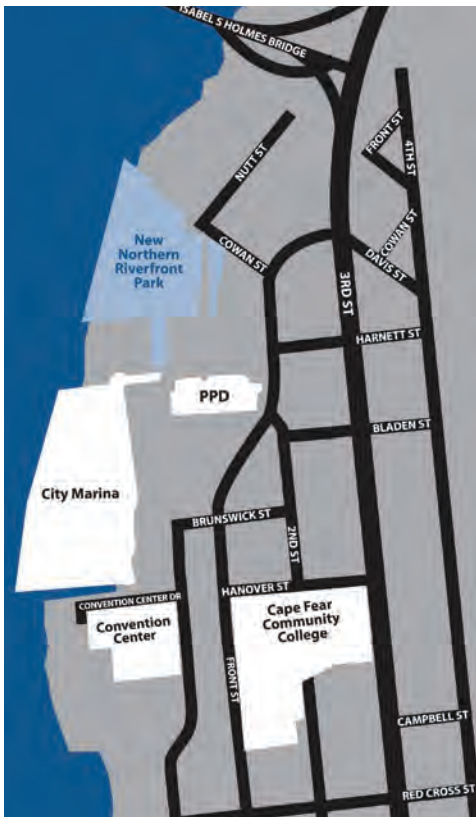 ISABEL S HOLMES BRIDGE
NUTT ST
FRONT ST
4TH ST
COWAN ST
COWAN ST
DAVIS ST
New
Northern
Riverfront
Park
3RD ST
HARNETT ST
PPD
BLADEN ST
City Marina
BRUNSWICK ST
2ND ST
HANOVER ST
CONVENTION CENTER DR
Convention
Center
Cape Fear
Community
College
FRONT ST
CAMPBELL ST
RED CROSS ST